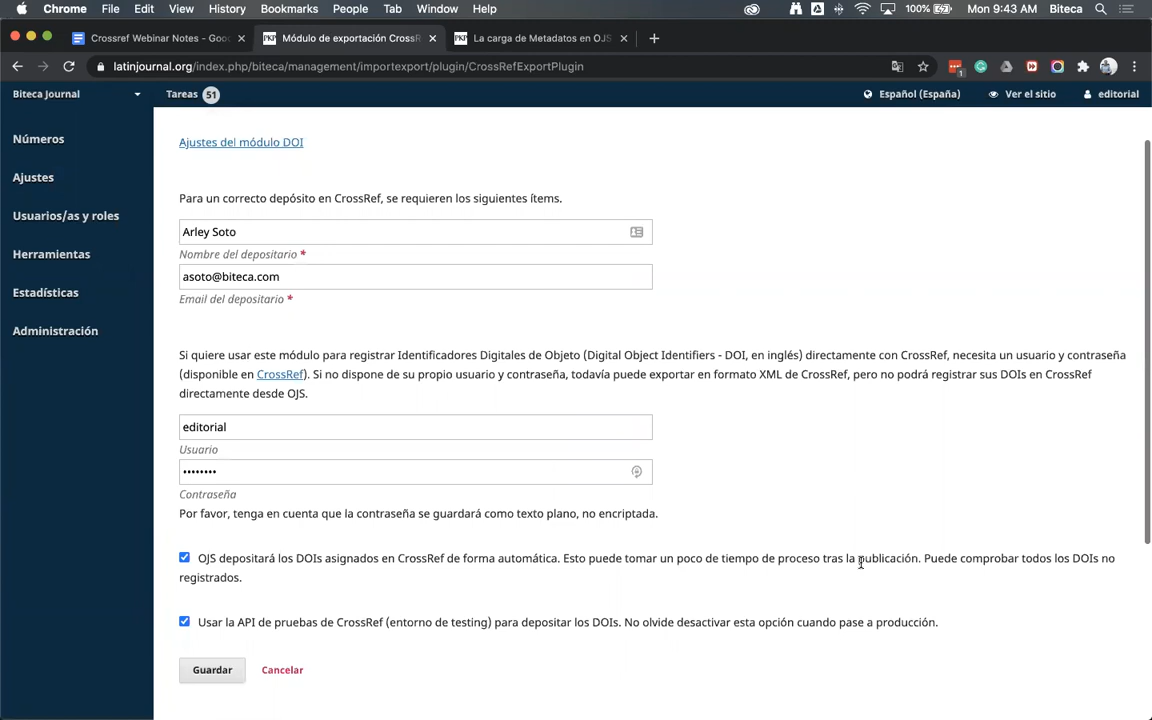 Chrome File Edit View History Bookmarks People Tab Window Help 100% Mon 9:43 AM Biteca
Crossref Webinar Notes - Goo Módulo de exportación CrossR La carga de Metadatos en OJS
latinjournal.org/index.php/biteca/management/importexport/plugin/CrossRefExportPlugin
Biteca Journal Tareas 51 Español (España) Ver el sitio editorial
Números
Ajustes
Usuarios/as y roles
Herramientas
Estadísticas
Administración
Ajustes del módulo DOI
Para un correcto depósito en CrossRef, se requieren los siguientes ítems.
Arley Soto
Nombre del depositario *
asoto@biteca.com
Email del depositario *
Si quiere usar este módulo para registrar Identificadores Digitales de Objeto (Digital Object Identifiers - DOI, en inglés) directamente con CrossRef, necesita un usuario y contraseña
(disponible en CrossRef). Si no dispone de su propio usuario y contraseña, todavía puede exportar en formato XML de CrossRef, pero no podrá registrar sus DOIs en CrossRef
directamente desde OJS.
editorial
Usuario
••••••••
Contraseña
Por favor, tenga en cuenta que la contraseña se guardará como texto plano, no encriptada.
OJS depositará los DOIs asignados en CrossRef de forma automática. Esto puede tomar un poco de tiempo de proceso tras la publicación. Puede comprobar todos los DOIs no
registrados.
Usar la API de pruebas de CrossRef (entorno de testing) para depositar los DOIs. No olvide desactivar esta opción cuando pase a producción.
Guardar Cancelar